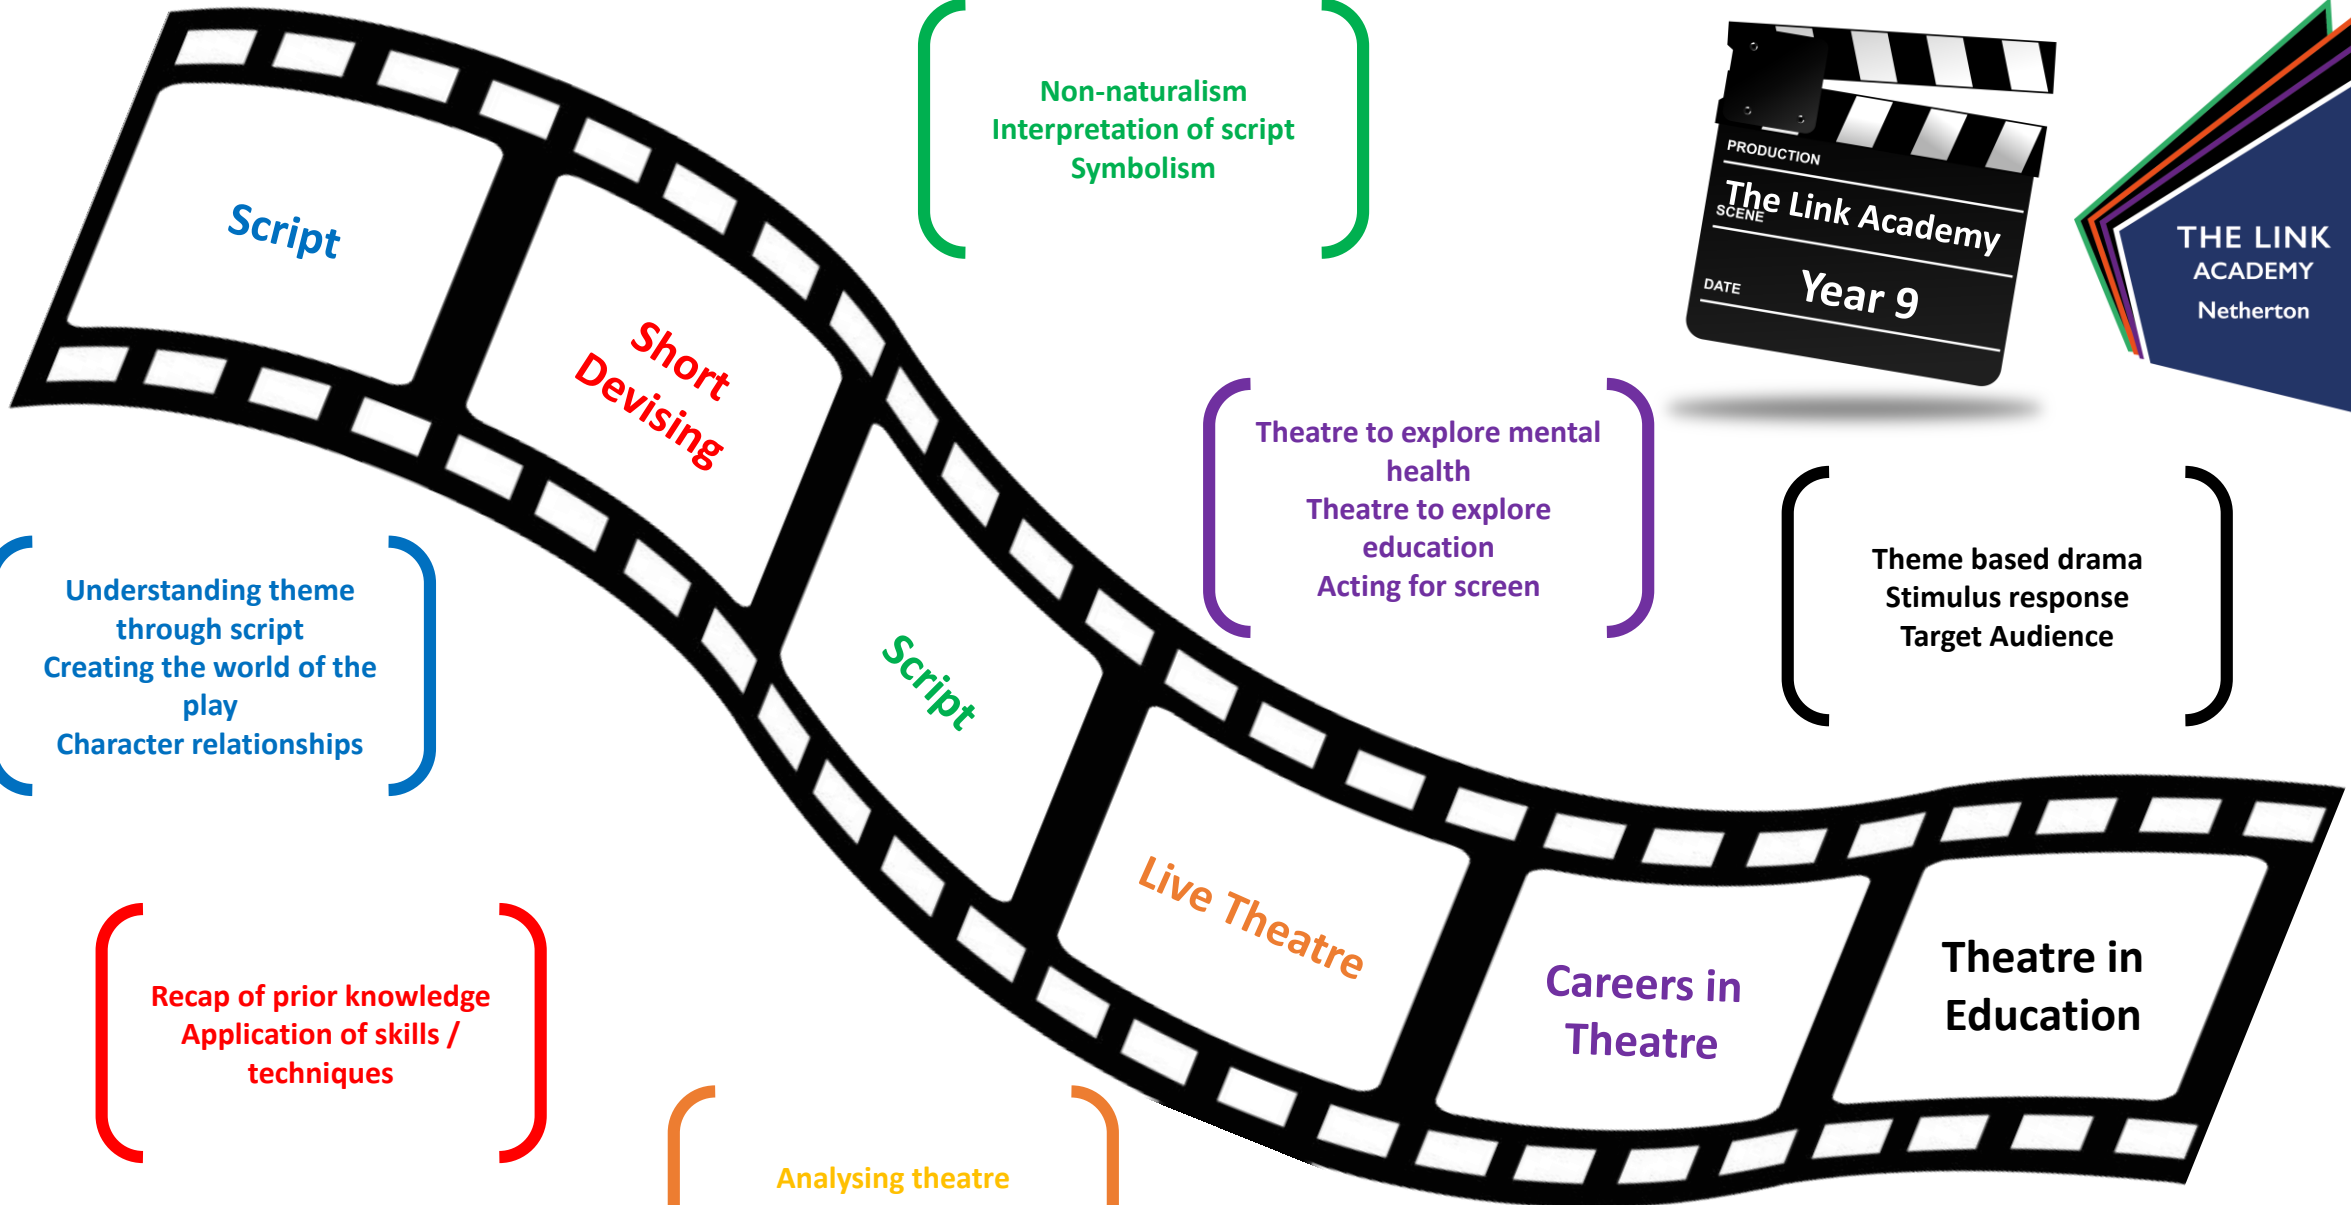 Non-naturalism
Interpretation of script
Symbolism
PRODUCTION
The Link Academy
SCENE
Year 9
DATE
THE LINK
ACADEMY
Netherton
Script
Short
Devising
Theatre to explore mental
health
Theatre to explore
education
Acting for screen
Theme based drama
Stimulus response
Target Audience
Understanding theme
through script
Creating the world of the
play
Character relationships
Script
Live Theatre
Careers in
Theatre
Theatre in
Education
Recap of prior knowledge
Application of skills /
techniques
Analysing theatre